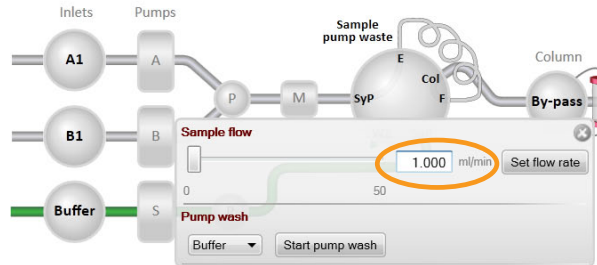 Inlets
Pumps
Sample
pump waste
Column
A1
A
E
Col
P
M
SyP
F
By-pass
B1
B
Buffer
S
Sample flow
1.000 ml/min
Set flow rate
0
50
Pump wash
Buffer
Start pump wash